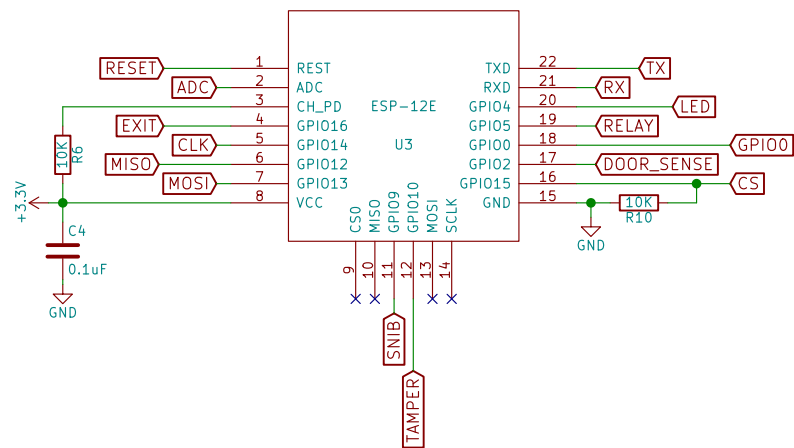 RESET 1 REST TXD 22 TX
ADC 2 ADC RXD 21 RX
3 CH_PD ESP-12E GPIO4 20 LED
EXIT 4 GPIO16 GPIO5 19 RELAY
CLK 5 GPIO14 U3 GPIO0 18 GPIO0
10K R6
MISO 6 GPIO12 GPIO2 17 DOOR_SENSE
MOSI 7 GPIO13 GPIO15 16 CS
+3.3V 8 VCC GND 15 10K
R10
GND
CS0 MISO GPIO9 GPIO10 MOSI SCLK
9 10 11 12 13 14
C4
0.1uF
GND
SNIB
TAMPER